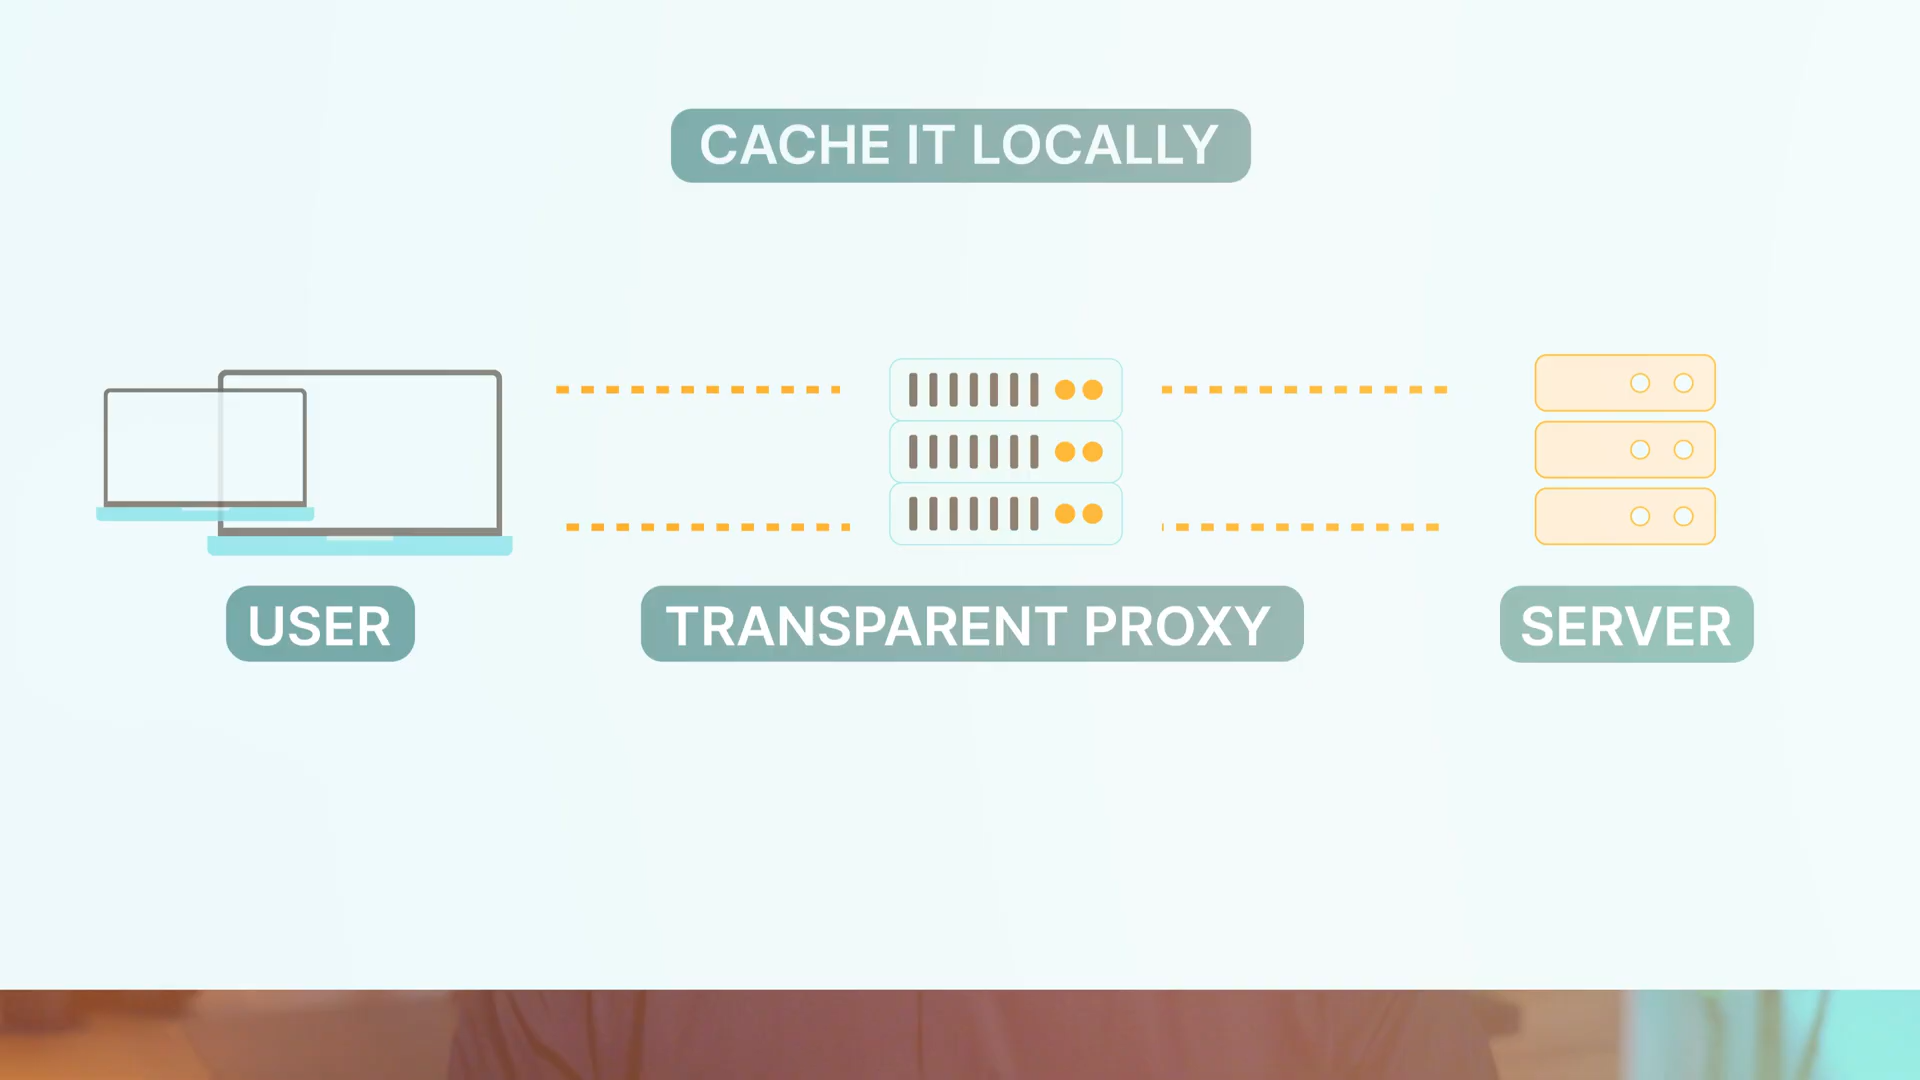 CACHE IT LOCALLY
USER
TRANSPARENT PROXY
SERVER